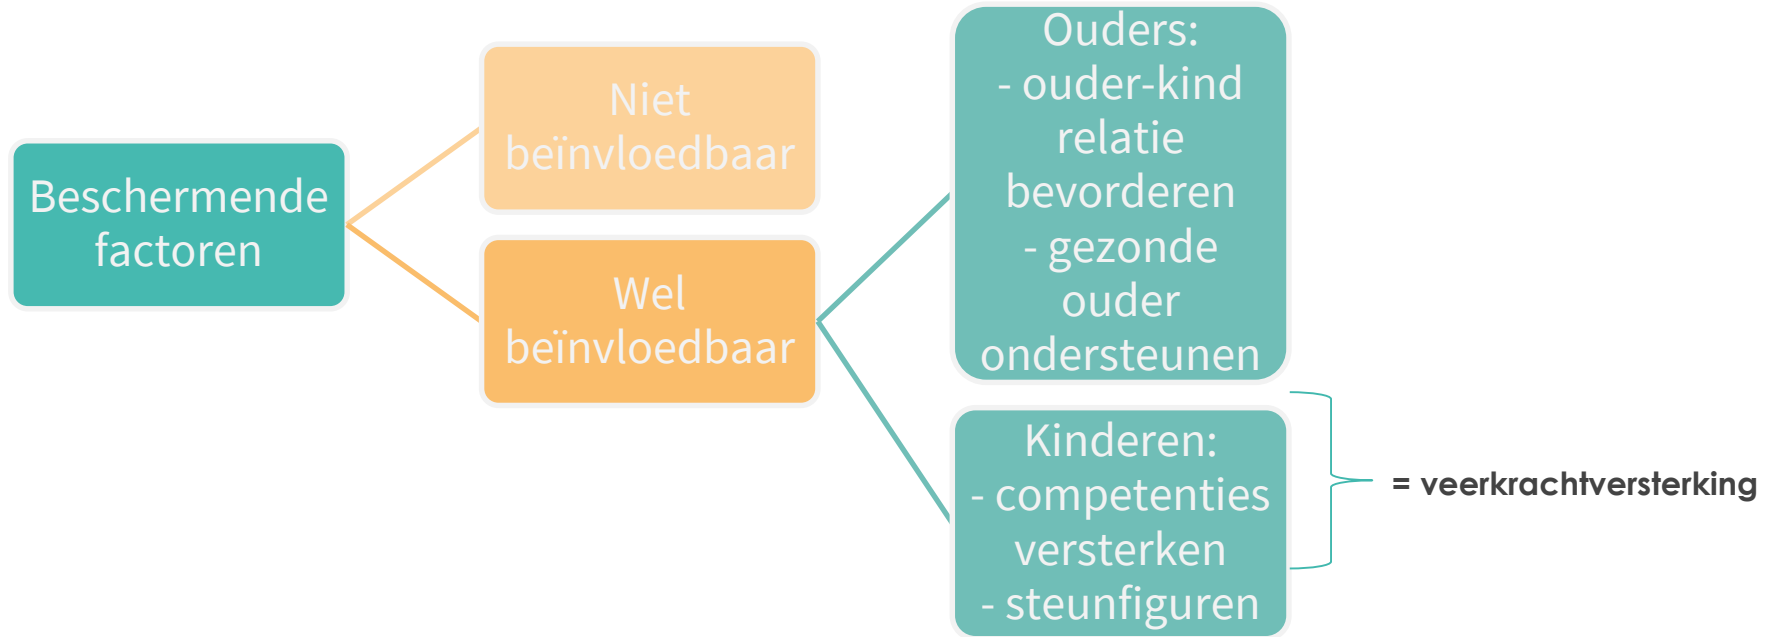 Beschermende
factoren
Niet
beïnvloedbaar
Wel
beïnvloedbaar
Ouders:
- ouder-kind
relatie
bevorderen
- gezonde
ouder
ondersteunen
Kinderen:
- competenties
versterken
- steunfiguren
= veerkrachtversterking